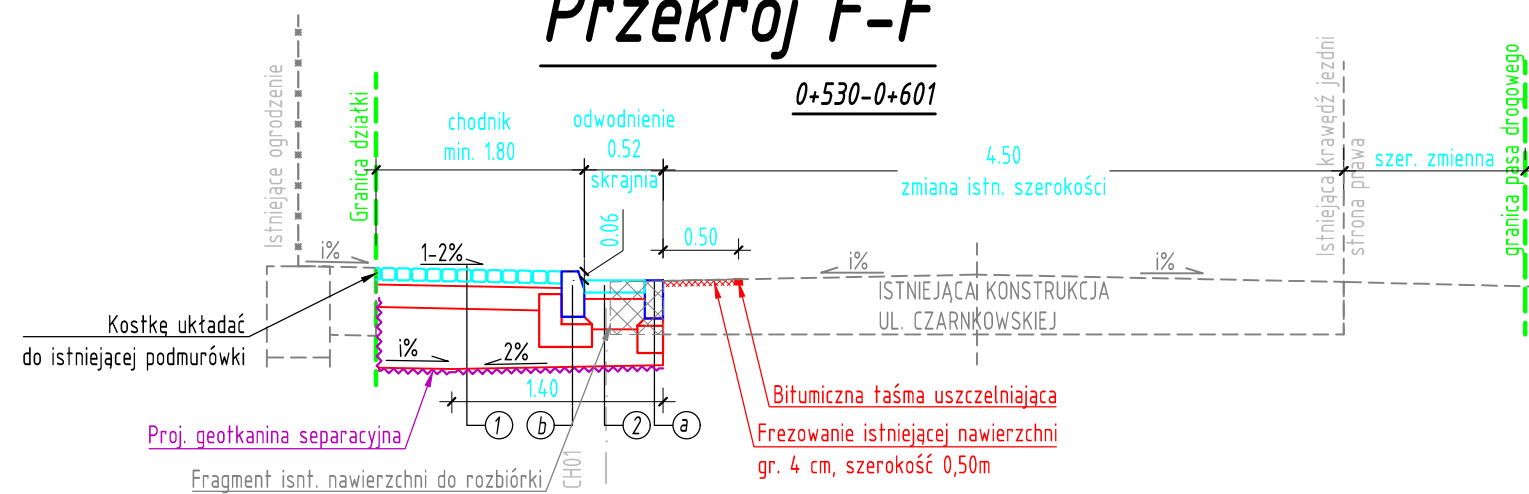 Przekrój F-F
0+530-0+601
Istniejące ogrodzenie
Granica działki
chodnik
min. 1.80
odwodnienie
0.52
skrajnia
0.06
0.50
4.50
zmiana istn. szerokości
Istniejąca krawędź jezdni
strona prawa
szer. zmienna
granica pasa drogowego
i%
1-2%
i%
i%
ISTNIEJĄCA KONSTRUKCJA
UL. CZARNKOWSKIEJ
Kostkę układać
do istniejącej podmurówki
i%
2%
1.40
1
b
2
a
Proj. geotkanina separacyjna
Fragment isnt. nawierzchni do rozbiórki
CH01
Bitumiczna taśma uszczelniająca
Frezowanie istniejącej nawierzchni
gr. 4 cm, szerokość 0,50m